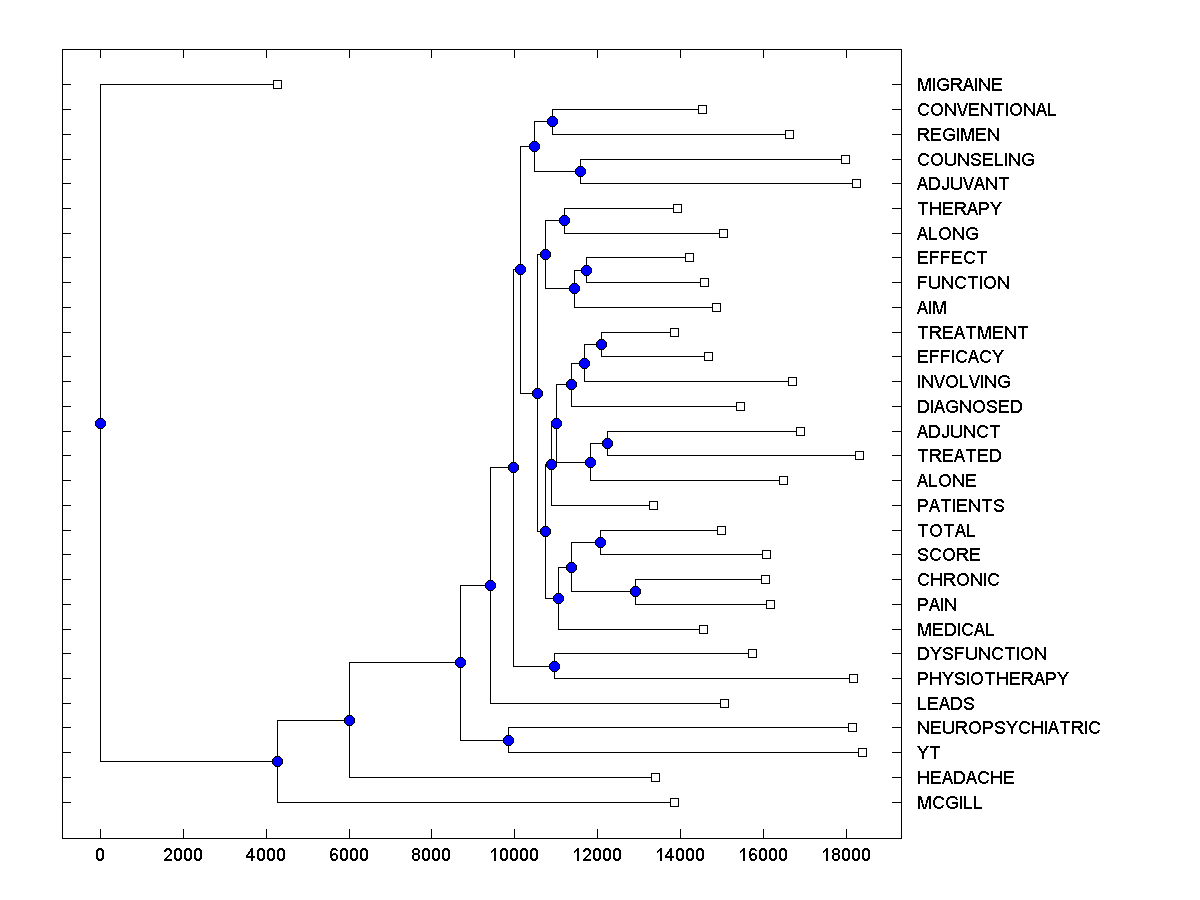 MIGRAINE
CONVENTIONAL
REGIMEN
COUNSELING
ADJUVANT
THERAPY
ALONG
EFFECT
FUNCTION
AIM
TREATMENT
EFFICACY
INVOLVING
DIAGNOSED
ADJUNCT
TREATED
ALONE
PATIENTS
TOTAL
SCORE
CHRONIC
PAIN
MEDICAL
DYSFUNCTION
PHYSIOTHERAPY
LEADS
NEUROPSYCHIATRIC
YT
HEADACHE
MCGILL
0 2000 4000 6000 8000 10000 12000 14000 16000 18000